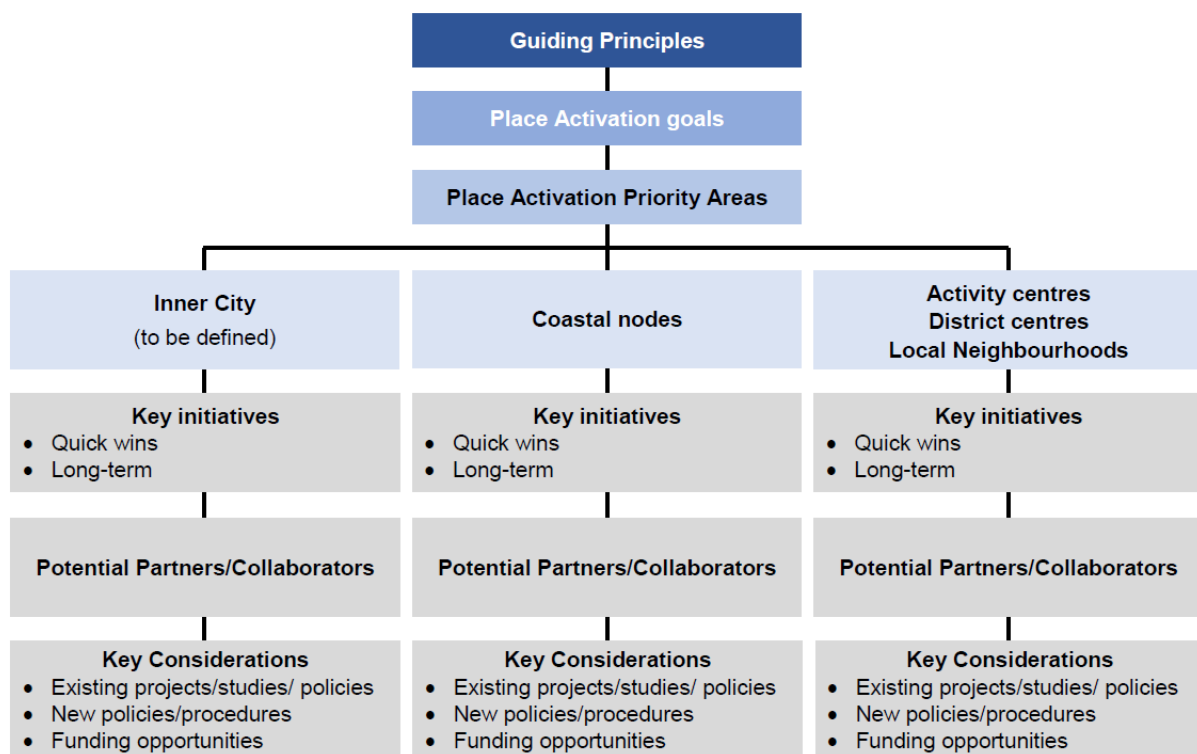 Guiding Principles
Place Activation goals
Place Activation Priority Areas
Inner City
(to be defined)
Coastal nodes
Activity centres
District centres
Local Neighbourhoods
Key initiatives
• Quick wins
• Long-term
Key initiatives
• Quick wins
• Long-term
Key initiatives
• Quick wins
• Long-term
Potential Partners/Collaborators
Potential Partners/Collaborators
Potential Partners/Collaborators
Key Considerations
• Existing projects/studies/ policies
• New policies/procedures
• Funding opportunities
Key Considerations
• Existing projects/studies/ policies
• New policies/procedures
• Funding opportunities
Key Considerations
• Existing projects/studies/ policies
• New policies/procedures
• Funding opportunities